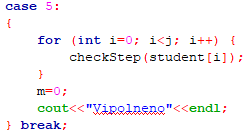 case 5:
{
for (int i=0; i<j; i++) {
checkStep(student[i]);
}
m=0;
cout<<"Vipolneno"<<endl;
} break;